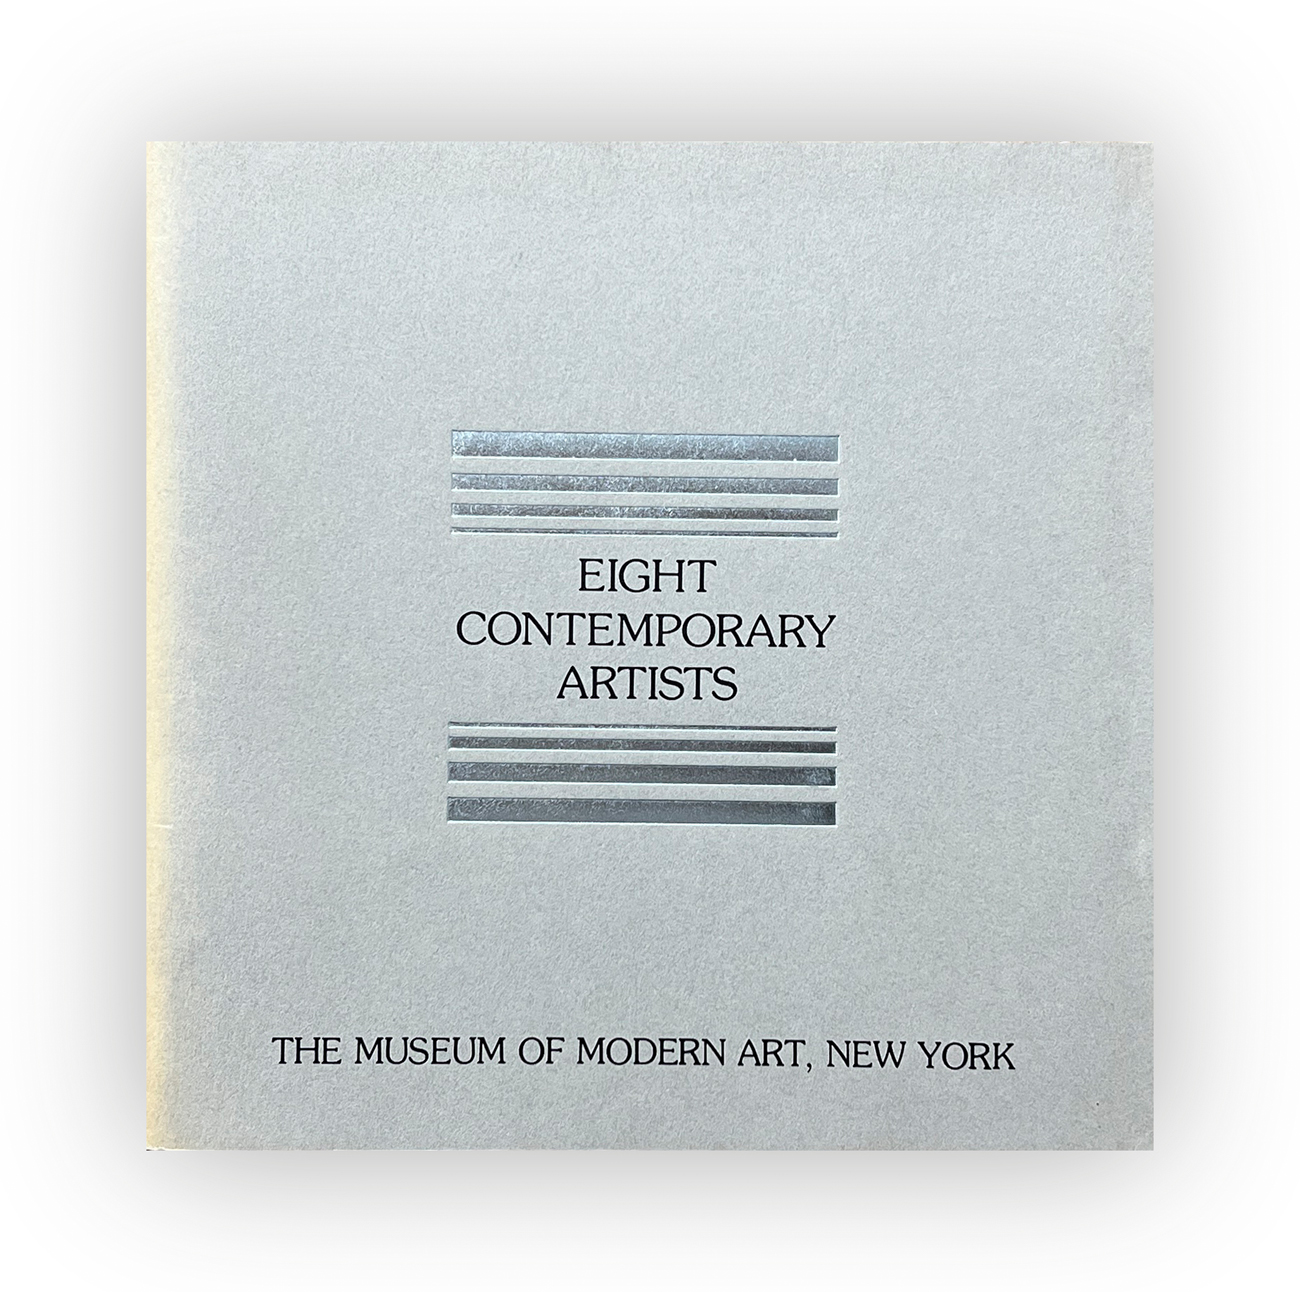 EIGHT
CONTEMPORARY
ARTISTS
THE MUSEUM OF MODERN ART, NEW YORK